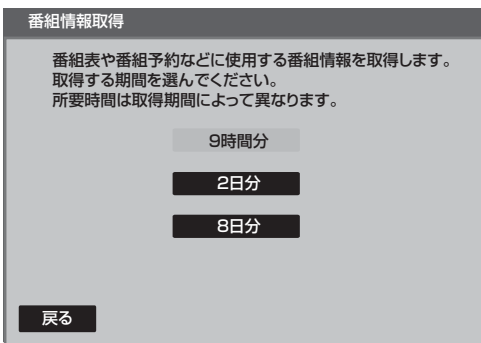 番組情報取得
番組表や番組予約などに使用する番組情報を取得します。
取得する期間を選んでください。
所要時間は取得期間によって異なります。
9時間分
2日分
8日分
戻る